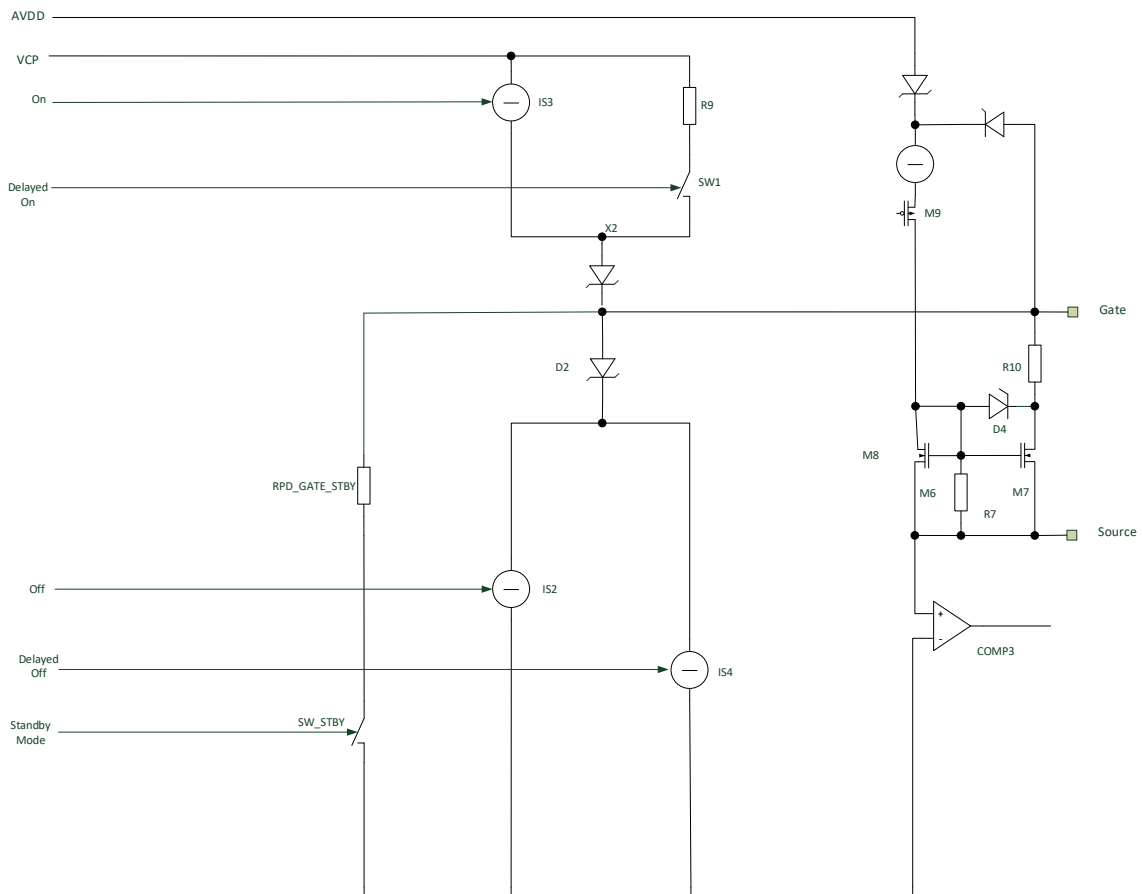 AVDD
VCP
On
IS3
R9
Delayed
On
SW1
X2
M9
Gate
D2
R10
D4
M8
RPD_GATE_STBY
M6
M7
R7
Source
Off
IS2
+
-
COMP3
Delayed
Off
IS4
Standby
Mode
SW_STBY